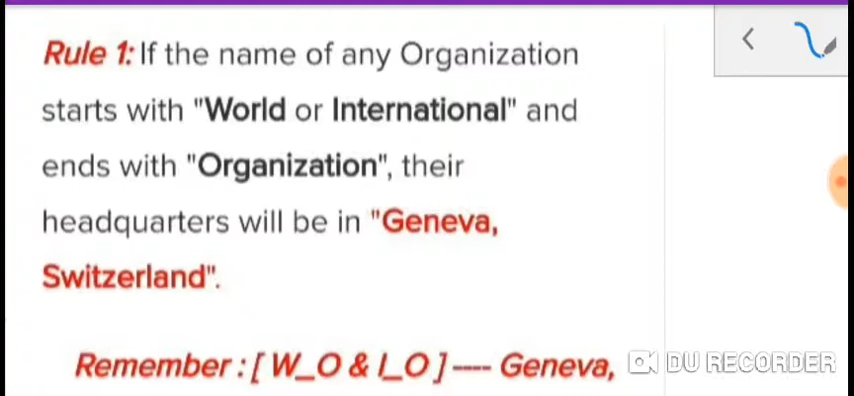 Rule 1: If the name of any Organization
starts with "World or International" and
ends with "Organization", their
headquarters will be in "Geneva,
Switzerland".
Remember : [ W_O & I_O ] ---- Geneva,
DU RECORDER